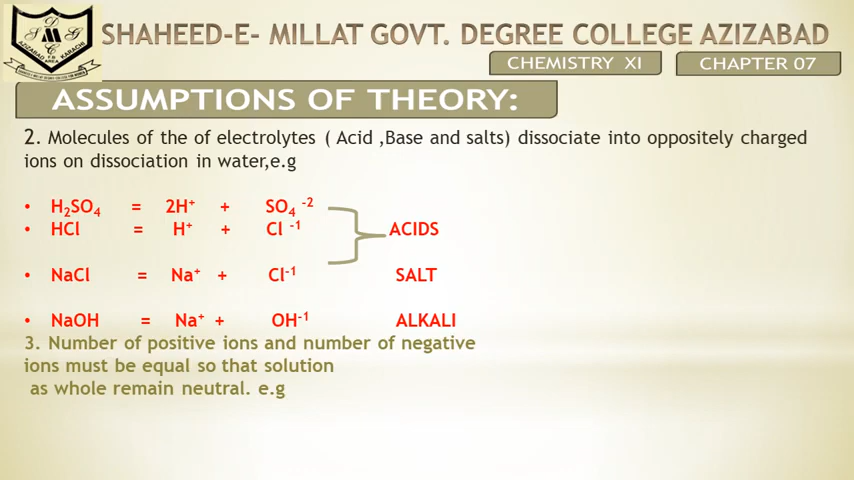 SHAHEED-E- MILLAT GOVT. DEGREE COLLEGE AZIZABAD
CHEMISTRY XI
CHAPTER 07
ASSUMPTIONS OF THEORY:
2. Molecules of the of electrolytes ( Acid ,Base and salts) dissociate into oppositely charged
ions on dissociation in water,e.g
• H₂SO₄ = 2H⁺ + SO₄ ⁻²
• HCl = H⁺ + Cl ⁻¹
ACIDS
• NaCl = Na⁺ + Cl⁻¹ SALT
• NaOH = Na⁺ + OH⁻¹ ALKALI
3. Number of positive ions and number of negative
ions must be equal so that solution
as whole remain neutral. e.g